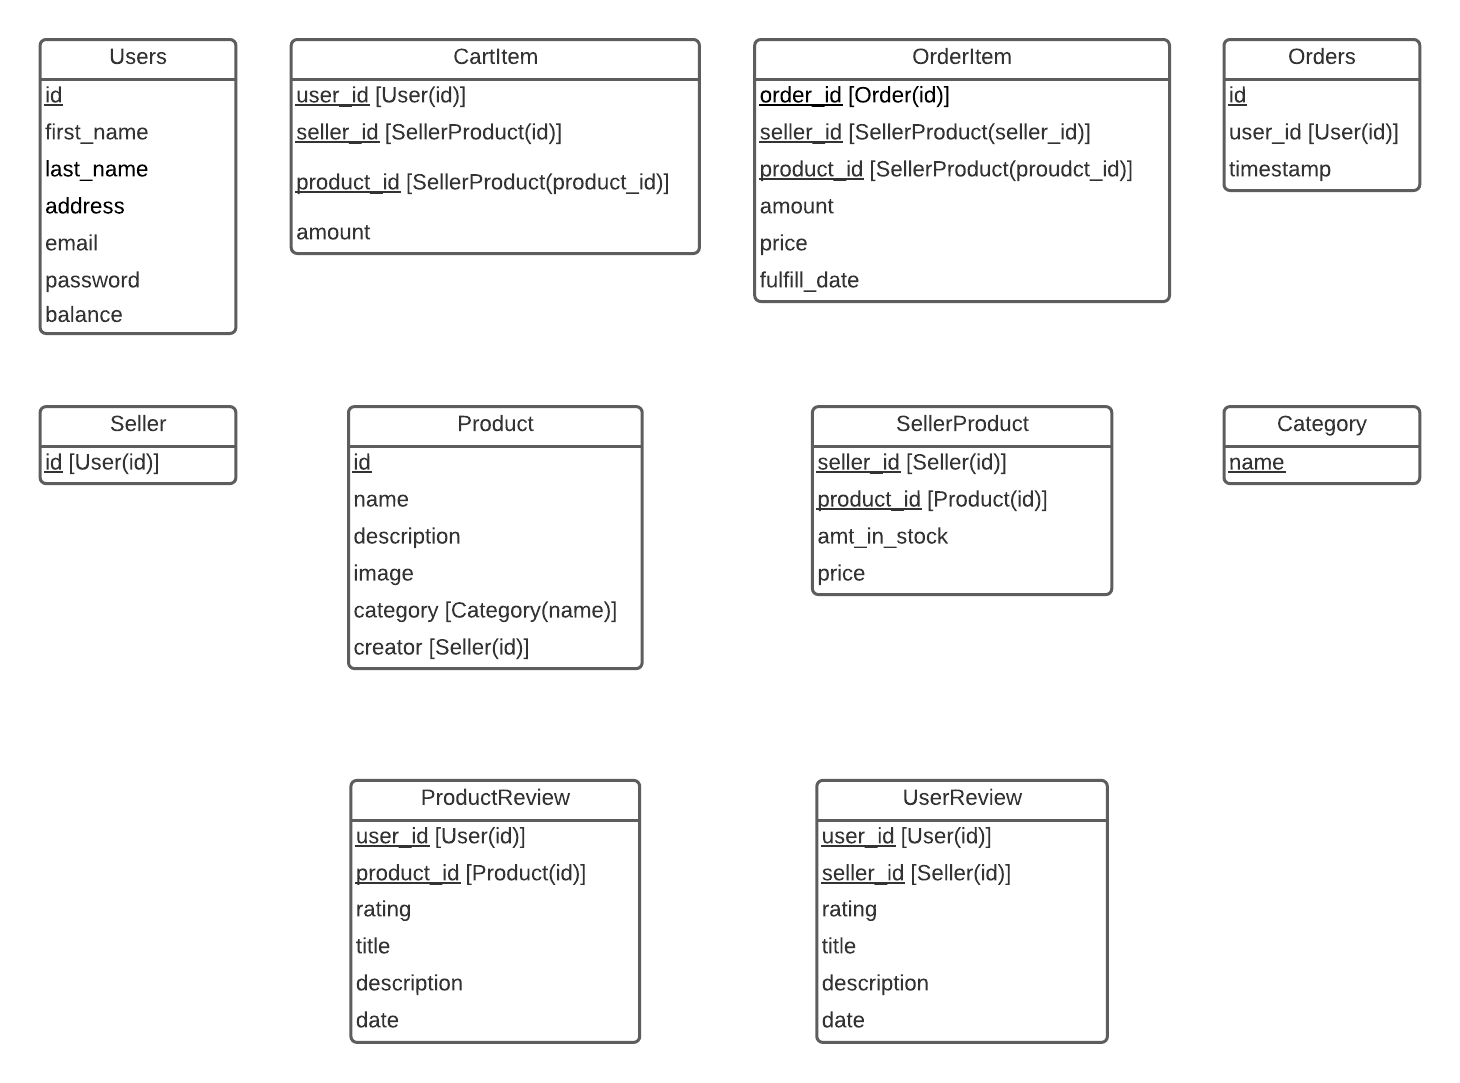 Users
id
first_name
last_name
address
email
password
balance
CartItem
user_id [User(id)]
seller_id [SellerProduct(id)]
product_id [SellerProduct(product_id)]
amount
OrderItem
order_id [Order(id)]
seller_id [SellerProduct(seller_id)]
product_id [SellerProduct(proudct_id)]
amount
price
fulfill_date
Orders
id
user_id [User(id)]
timestamp
Seller
id [User(id)]
Product
id
name
description
image
category [Category(name)]
creator [Seller(id)]
SellerProduct
seller_id [Seller(id)]
product_id [Product(id)]
amt_in_stock
price
Category
name
ProductReview
user_id [User(id)]
product_id [Product(id)]
rating
title
description
date
UserReview
user_id [User(id)]
seller_id [Seller(id)]
rating
title
description
date